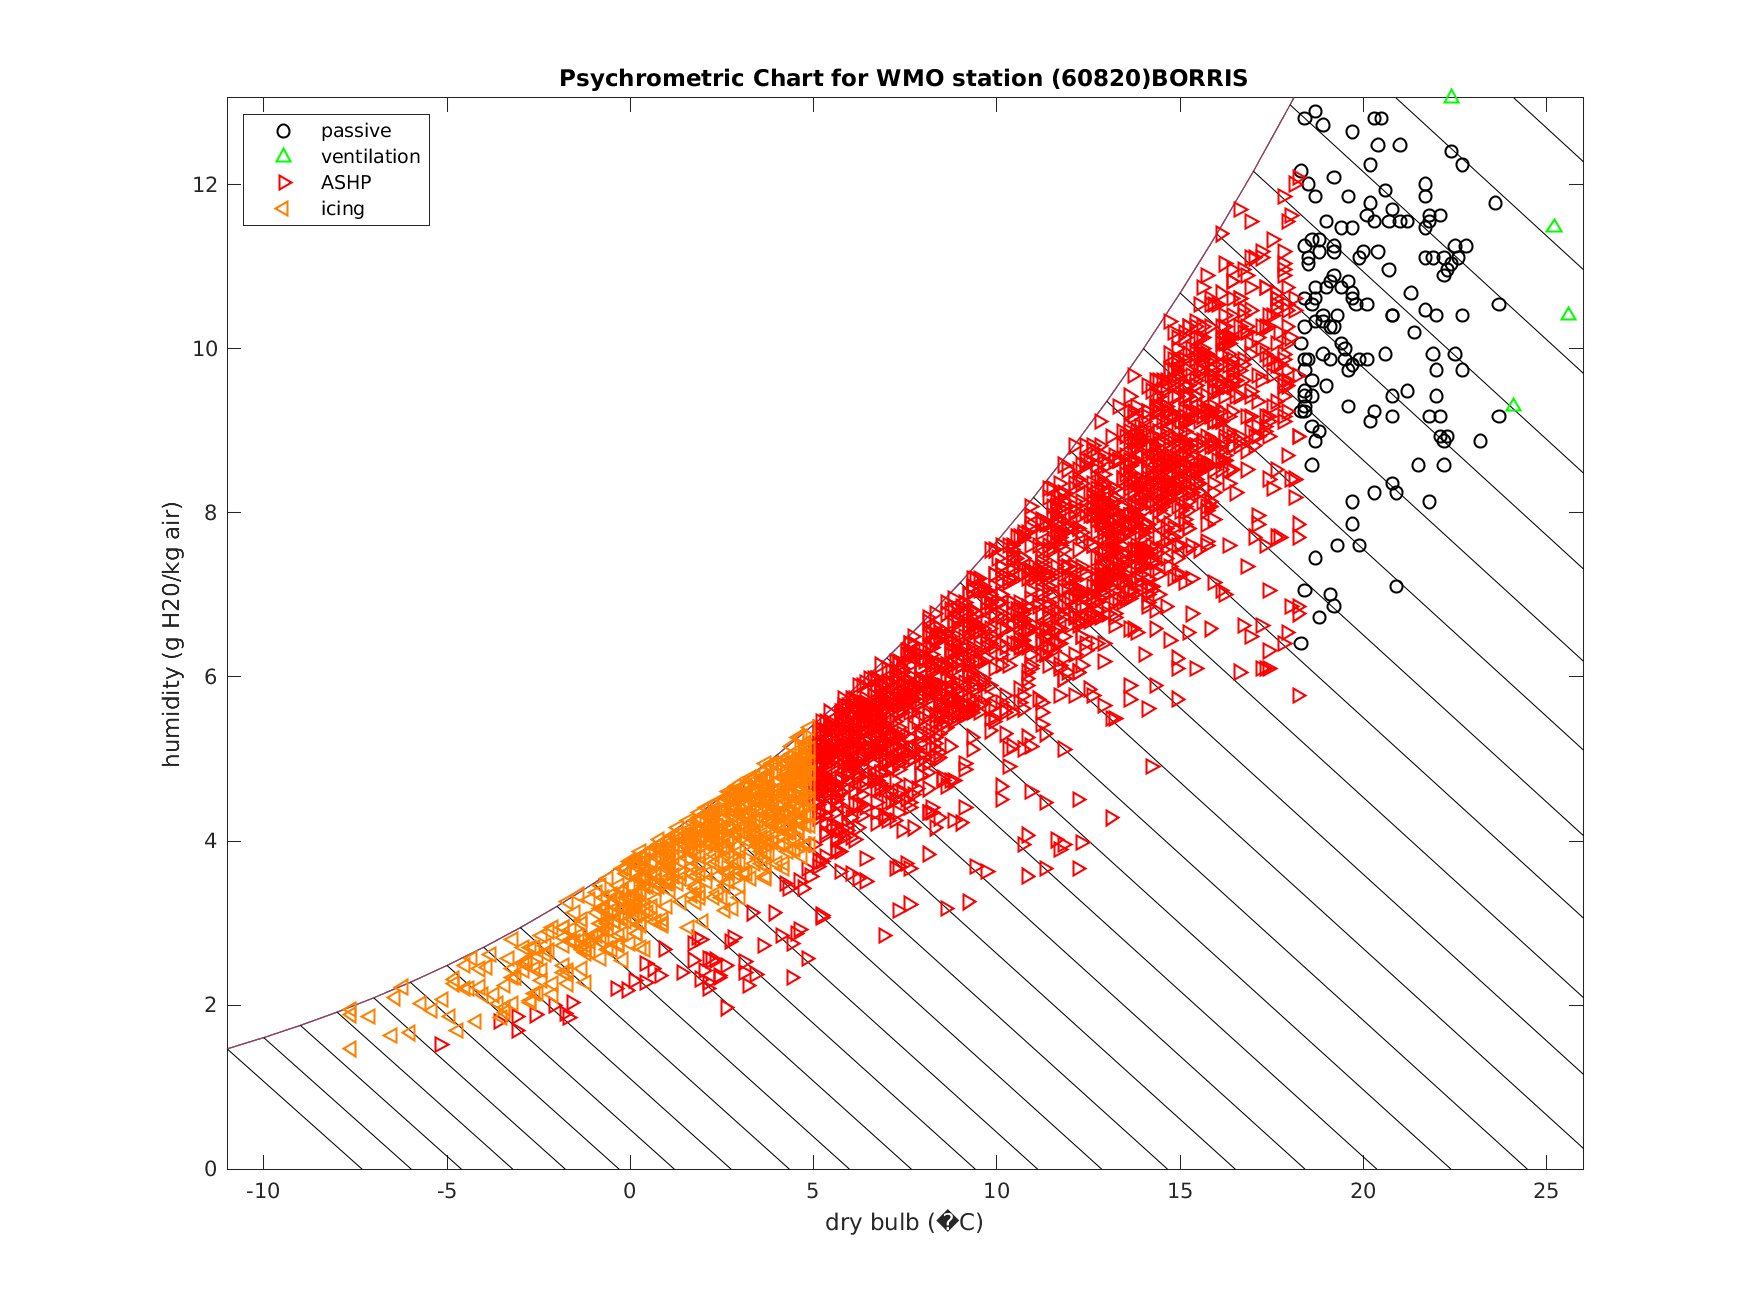 Psychrometric Chart for WMO station (60820)BORRIS
passive
ventilation
ASHP
icing
humidity (g H20/kg air)
12
10
8
6
4
2
0
-10 -5 0 5 10 15 20 25
dry bulb (�C)